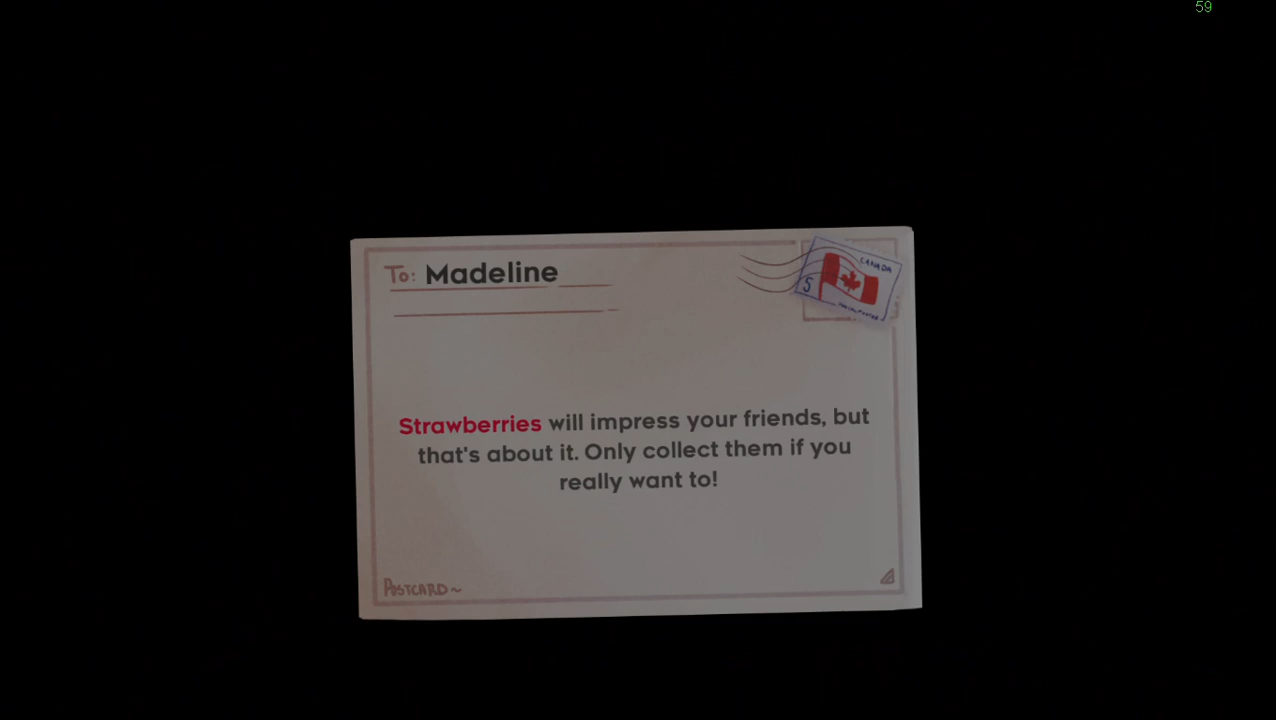 59
To: Madeline
CANADA
5
Strawberries will impress your friends, but
that's about it. Only collect them if you
really want to!
POSTCARD~